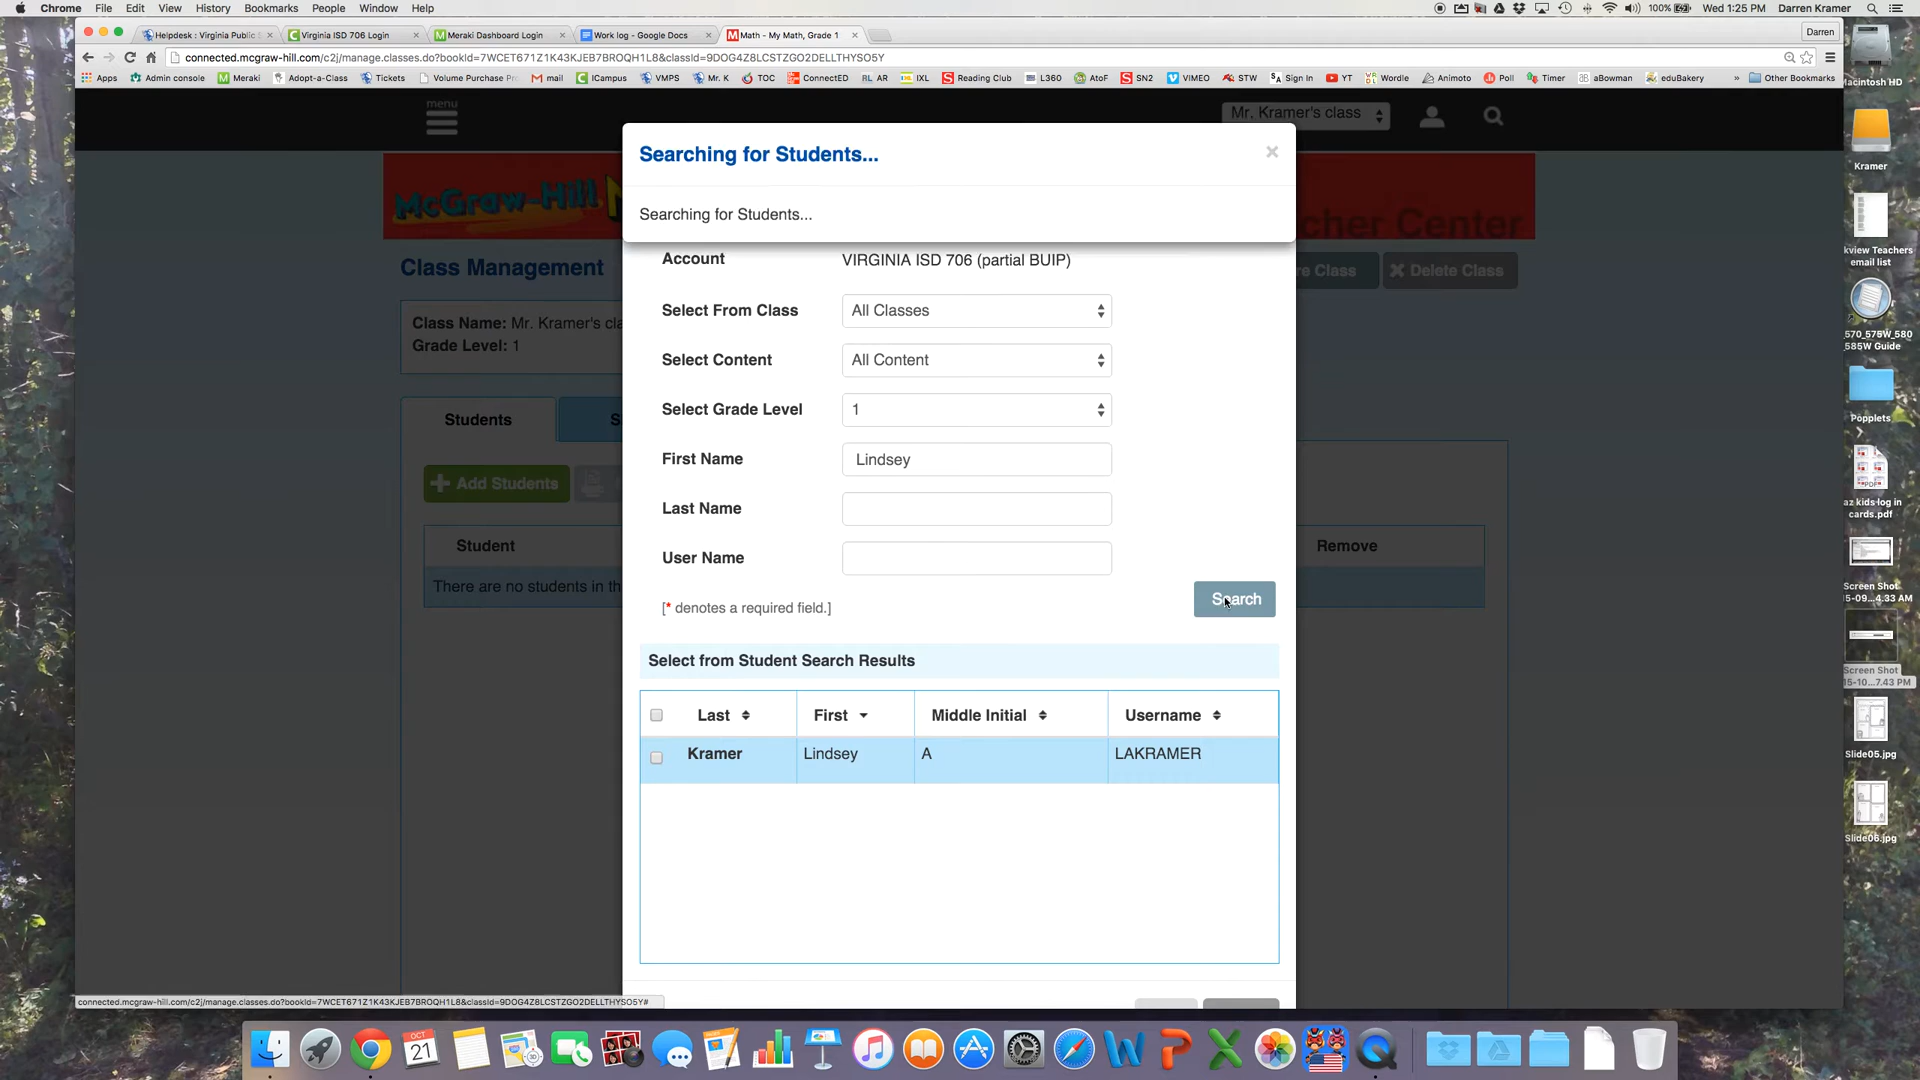 Chrome File Edit View History Bookmarks People Window Help 100% Wed 1:25 PM Darren Kramer
Helpdesk : Virginia Public Virginia ISD 706 Login Meraki Dashboard Login Work log - Google Docs Math - My Math, Grade 1 Darren
connected.mcgraw-hill.com/c2j/manage.classes.do?bookId=7WCET671Z1K43KJEB7BROQH1L8&classId=9DOG4Z8LCSTZGO2DELLTHYSO5Y
Apps Admin console Meraki Adopt-a-Class Tickets Volume Purchase Pr mail ICampus VMPS Mr. K TOC ConnectED AR IXL Reading Club L360 AtoF SN2 VIMEO STW Sign In YT Wordle Animoto Poll Timer aBowman eduBakery » Other Bookmarks
menu
Mr. Kramer's class
Searching for Students...
Searching for Students...
McGraw-Hill
cher Center
Class Management
re Class
Delete Class
Class Name: Mr. Kramer's cla
Grade Level: 1
Students
S
Add Students
Student
Remove
There are no students in th
Account VIRGINIA ISD 706 (partial BUIP)
Select From Class All Classes
Select Content All Content
Select Grade Level 1
First Name Lindsey
Last Name
User Name
[* denotes a required field.]
Search
Select from Student Search Results
Last First Middle Initial Username
Kramer Lindsey A LAKRAMER
connected.mcgraw-hill.com/c2j/manage.classes.do?bookId=7WCET671Z1K43KJEB7BROQH1L8&classId=9DOG4Z8LCSTZGO2DELLTHYSO5Y#
Macintosh HD
Kramer
kview Teachers
email list
570_575W_580
585W Guide
Popplets
az kids log in
cards.pdf
Screen Shot
15-09...4.33 AM
Screen Shot
15-10...7.43 PM
Slide05.jpg
Slide06.jpg
OCT
21